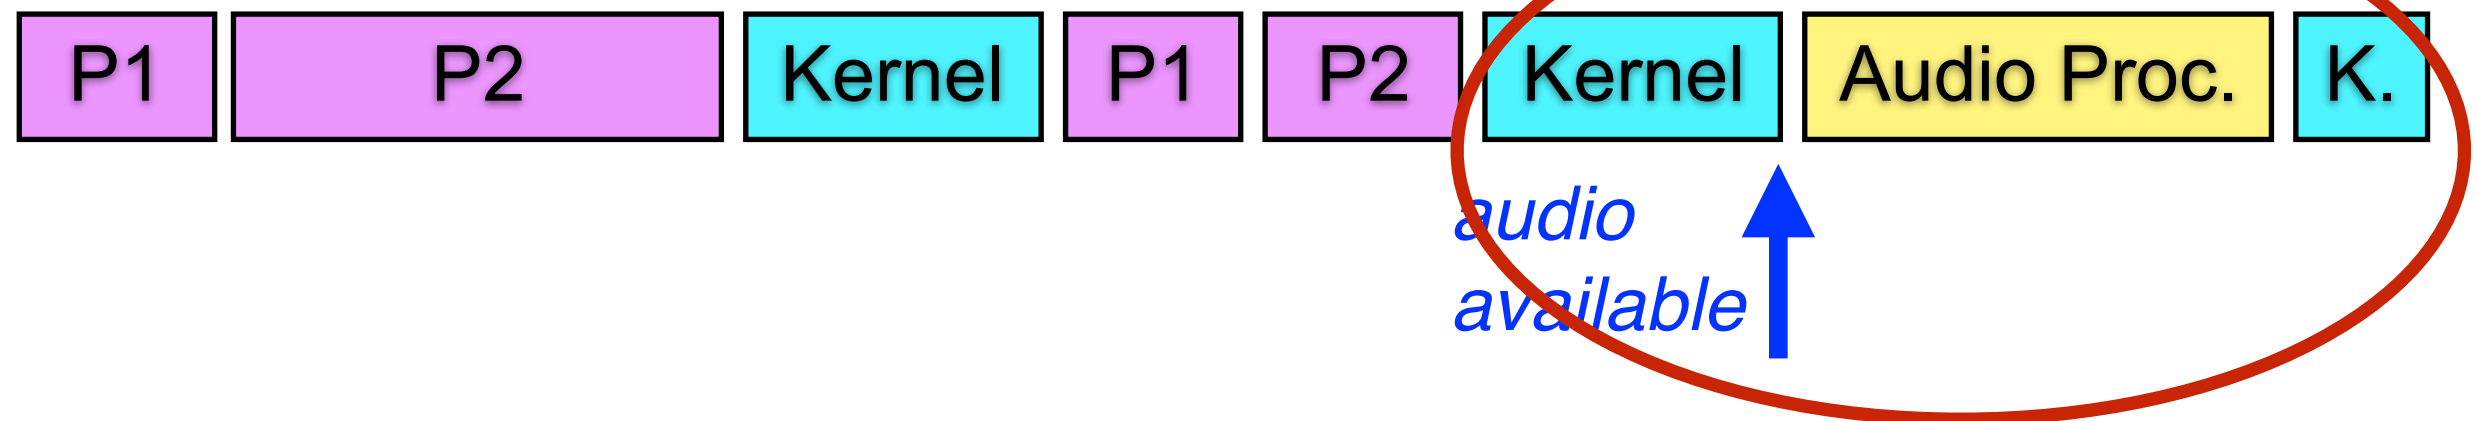 P1 P2 Kernel P1 P2 Kernel Audio Proc. K.
audio
available